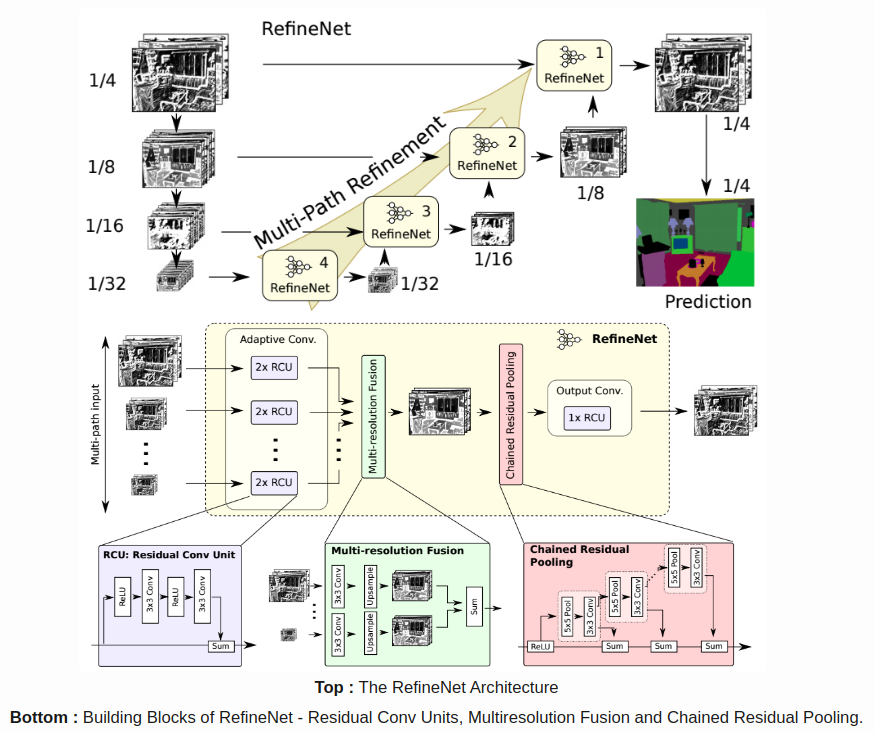 RefineNet
1
RefineNet
1/4
1/4
2
RefineNet
1/8
1/8
1/4
Multi-Path Refinement
3
RefineNet
1/16
1/16
4
RefineNet
1/32
1/32
Prediction
Multi-path input
Adaptive Conv.
RefineNet
2x RCU
2x RCU
2x RCU
Multi-resolution Fusion
Chained Residual Pooling
Output Conv.
1x RCU
RCU: Residual Conv Unit
ReLU
3x3 Conv
ReLU
3x3 Conv
Sum
Multi-resolution Fusion
3x3 Conv
Upsample
3x3 Conv
Upsample
Sum
Chained Residual
Pooling
5x5 Pool
3x3 Conv
5x5 Pool
3x3 Conv
5x5 Pool
3x3 Conv
ReLU
Sum
Sum
Sum
Top : The RefineNet Architecture
Bottom : Building Blocks of RefineNet - Residual Conv Units, Multiresolution Fusion and Chained Residual Pooling.